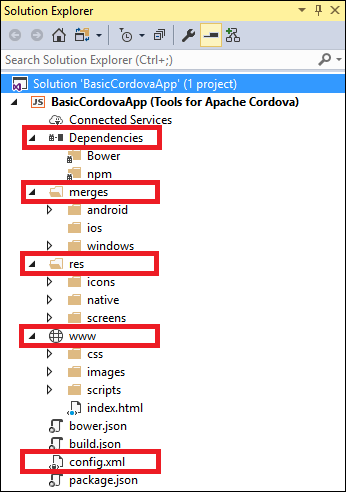 Solution Explorer
Search Solution Explorer (Ctrl+;)
Solution 'BasicCordovaApp' (1 project)
JS BasicCordovaApp (Tools for Apache Cordova)
Connected Services
Dependencies
Bower
npm
merges
android
ios
windows
res
icons
native
screens
www
css
images
scripts
index.html
bower.json
build.json
config.xml
package.json